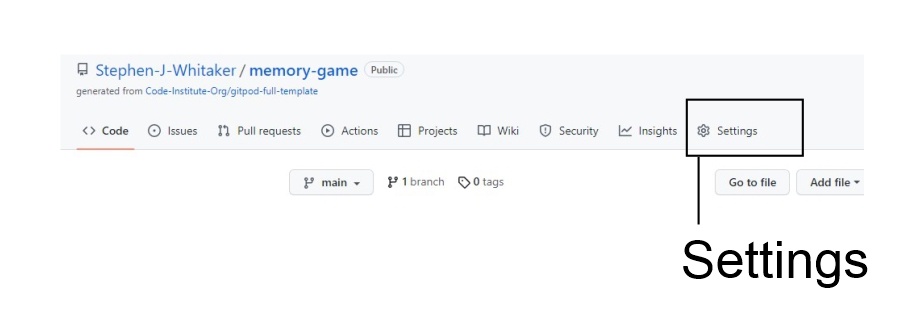 Stephen-J-Whitaker / memory-game Public
generated from Code-Institute-Org/gitpod-full-template
Code Issues Pull requests Actions Projects Wiki Security Insights Settings
main 1 branch 0 tags Go to file Add file
Settings